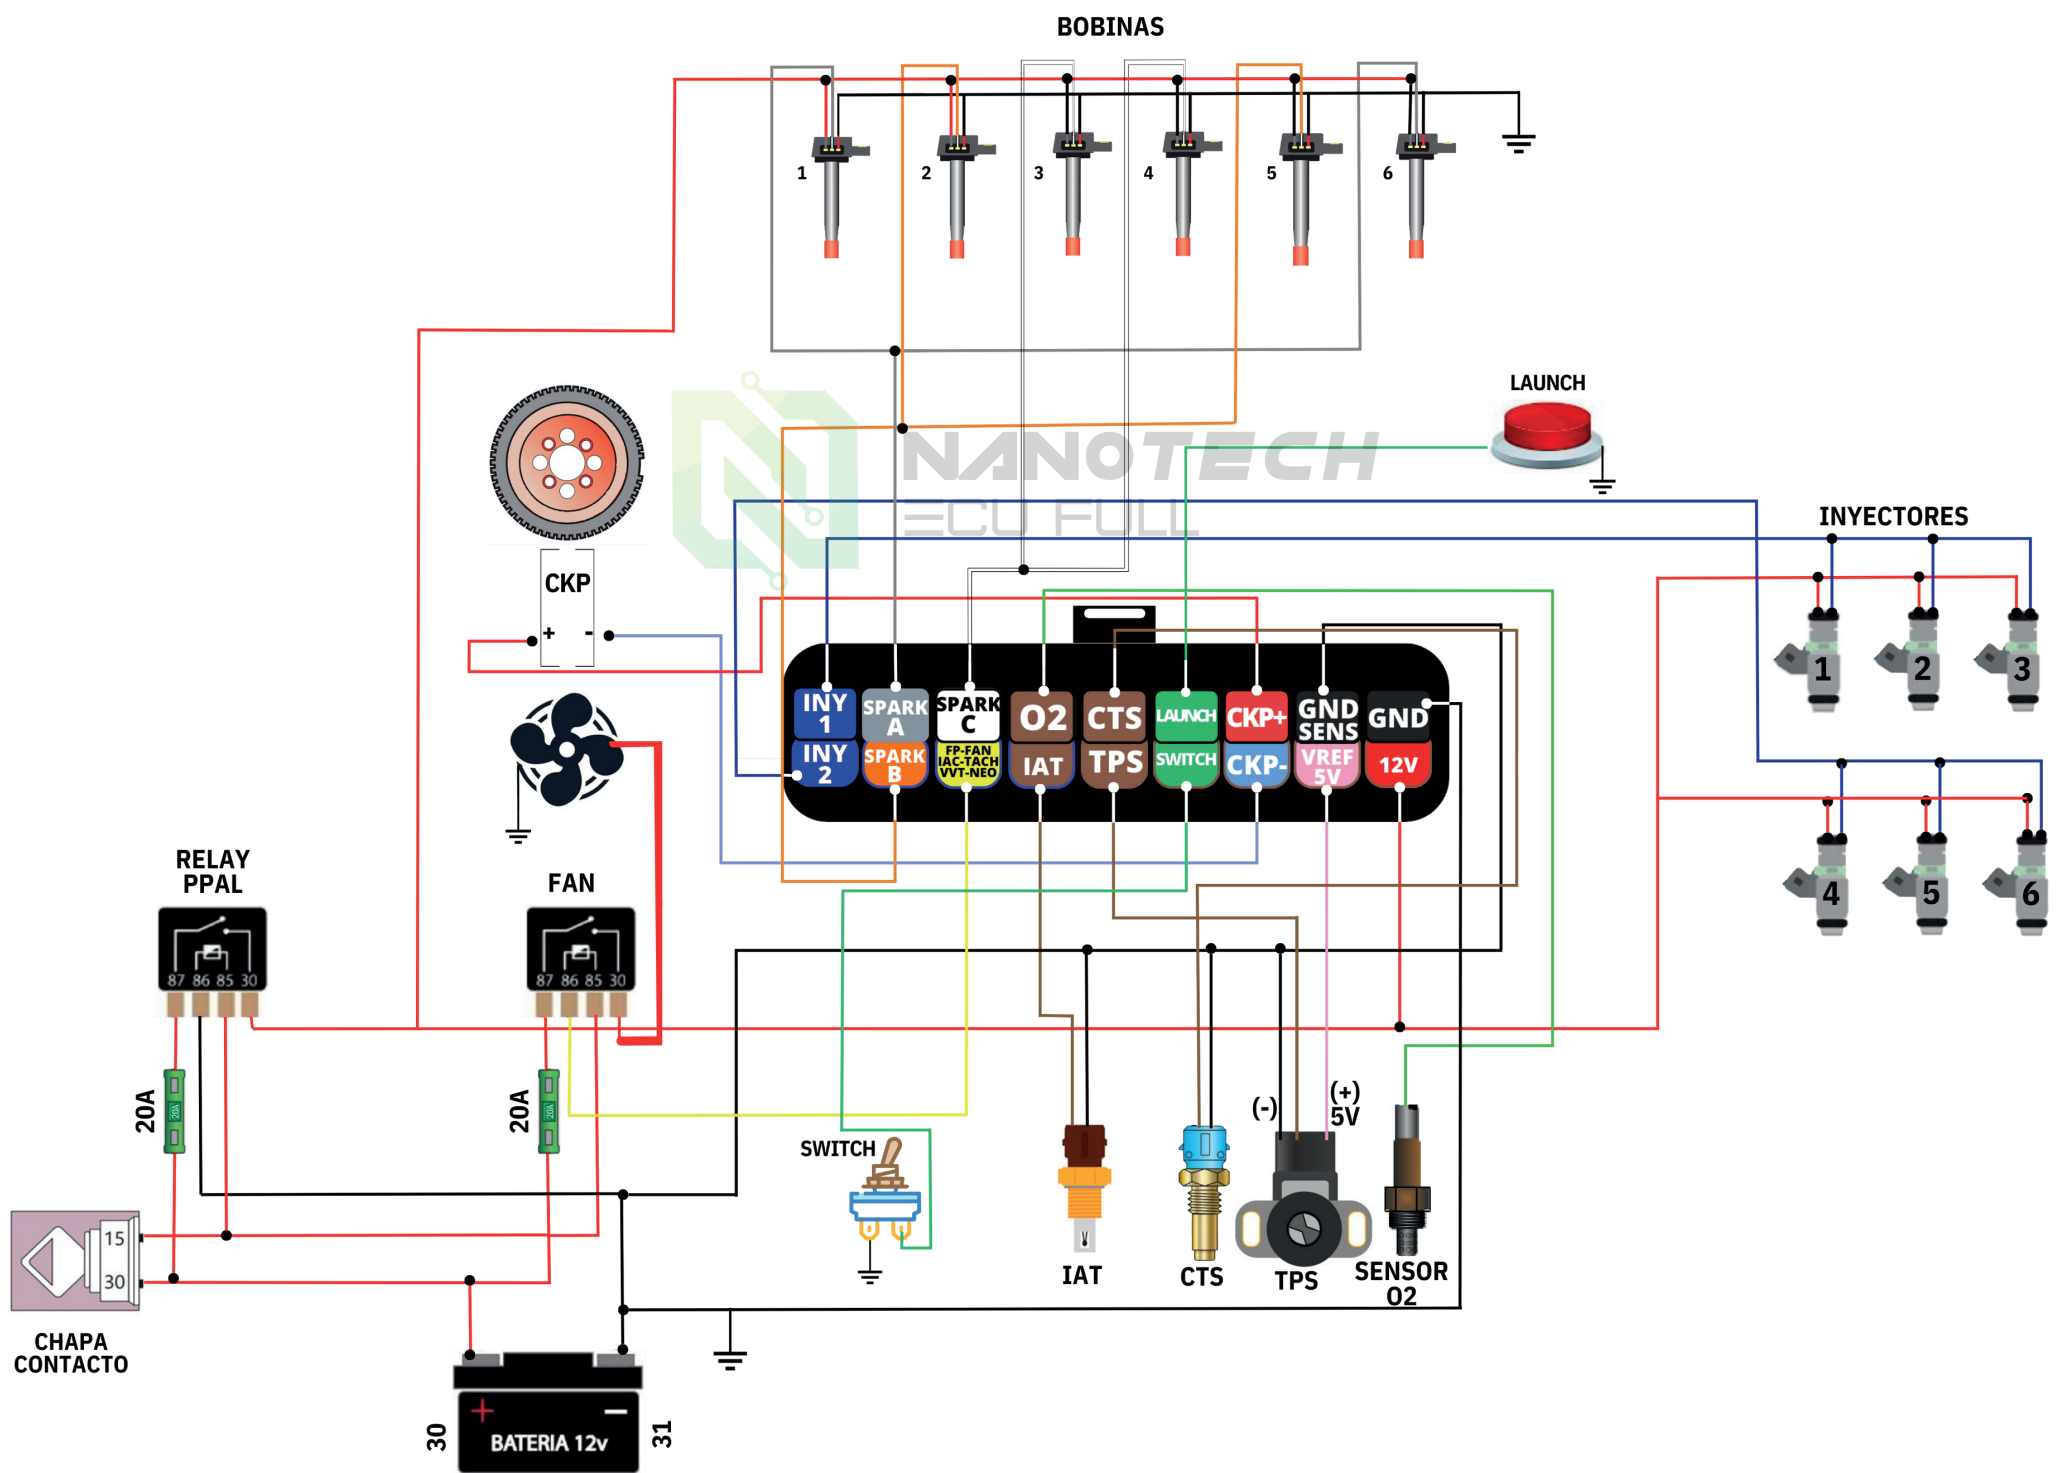 BOBINAS
1
2
3
4
5
6
LAUNCH
NANOTECH
ECU FULL
INYECTORES
CKP
+
-
1
2
3
INY
1
SPARK
A
SPARK
C
O2
CTS
LAUNCH
CKP+
GND
SENS
GND
INY
2
SPARK
B
FP-FAN
IAC-TACH
VVT-NEO
IAT
TPS
SWITCH
CKP-
VREF
5V
12V
4
5
6
RELAY
PPAL
FAN
87 86 85 30
87 86 85 30
20A
20A
20A
20A
(-)
(+)
5V
SWITCH
15
30
IAT
CTS
TPS
SENSOR
O2
CHAPA
CONTACTO
30
+
-
BATERIA 12v
31